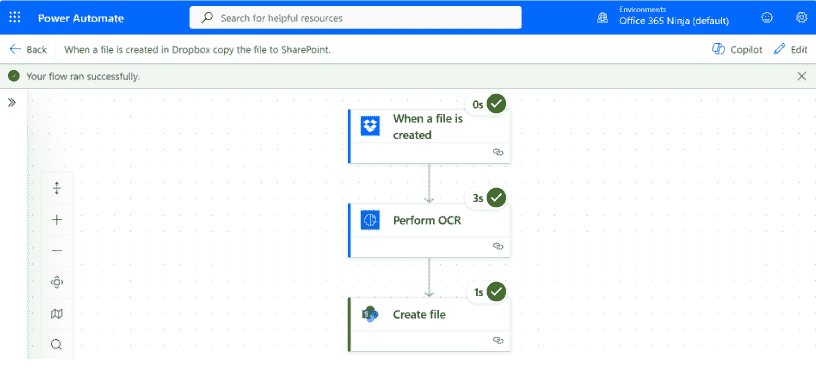 Power Automate
Search for helpful resources
Environments
Office 365 Ninja (default)
Back
When a file is created in Dropbox copy the file to SharePoint.
Copilot
Edit
Your flow ran successfully.
0s
When a file is
created
3s
Perform OCR
1s
Create file